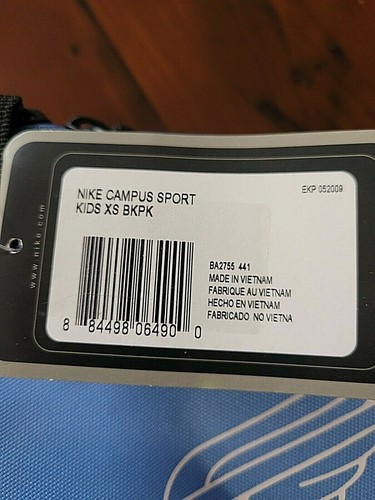 NIKE CAMPUS SPORT
KIDS XS BKPK
EKP 052009
www.nike.com
BA2755 441
MADE IN VIETNAM
FABRIQUE AU VIETNAM
HECHO EN VIETNAM
FABRICADO NO VIETNA
8 84498 06490 0